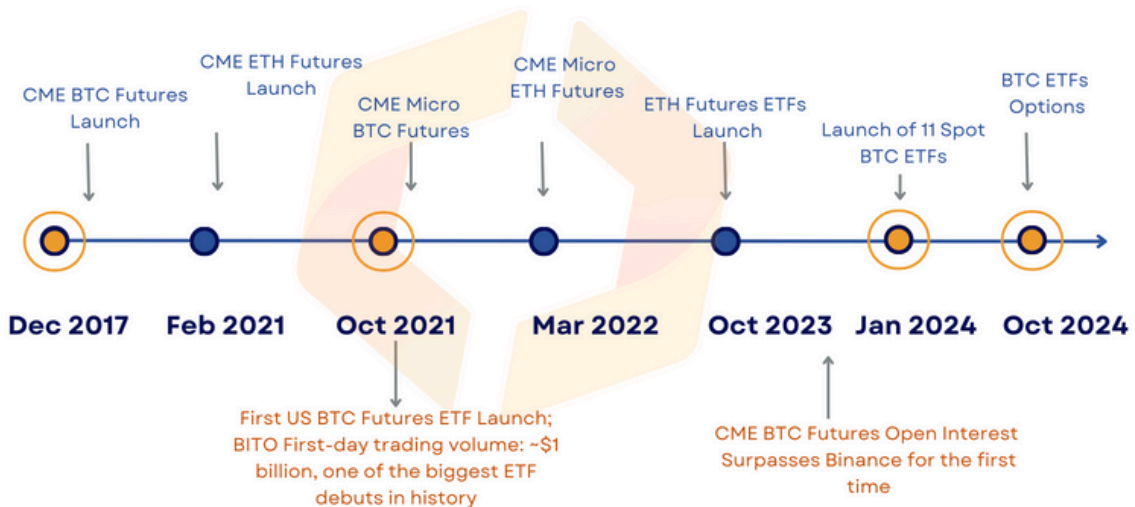 CME BTC Futures
Launch
CME ETH Futures
Launch
CME Micro
BTC Futures
CME Micro
ETH Futures
ETH Futures ETFs
Launch
Launch of 11 Spot
BTC ETFs
BTC ETFs
Options
Dec 2017
Feb 2021
Oct 2021
Mar 2022
Oct 2023
Jan 2024
Oct 2024
First US BTC Futures ETF Launch;
BITO First-day trading volume: ~$1
billion, one of the biggest ETF
debuts in history
CME BTC Futures Open Interest
Surpasses Binance for the first
time